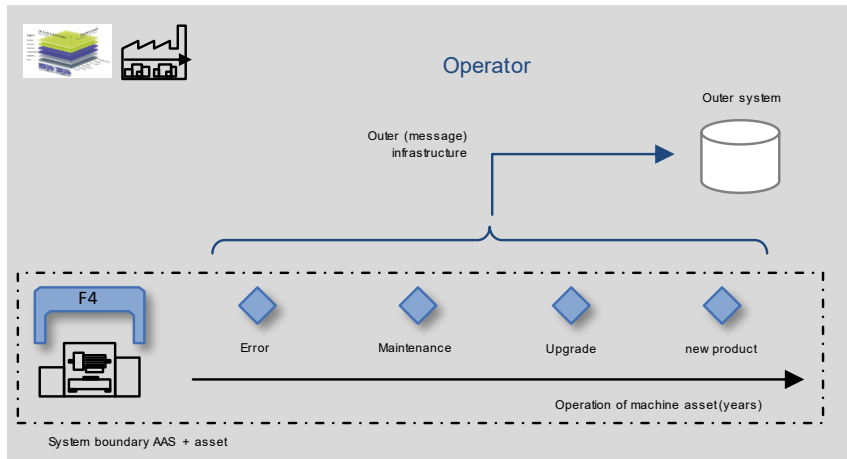 Operator
Outer system
Outer (message)
infrastructure
F4
Error
Maintenance
Upgrade
new product
Operation of machine asset (years)
System boundary AAS + asset